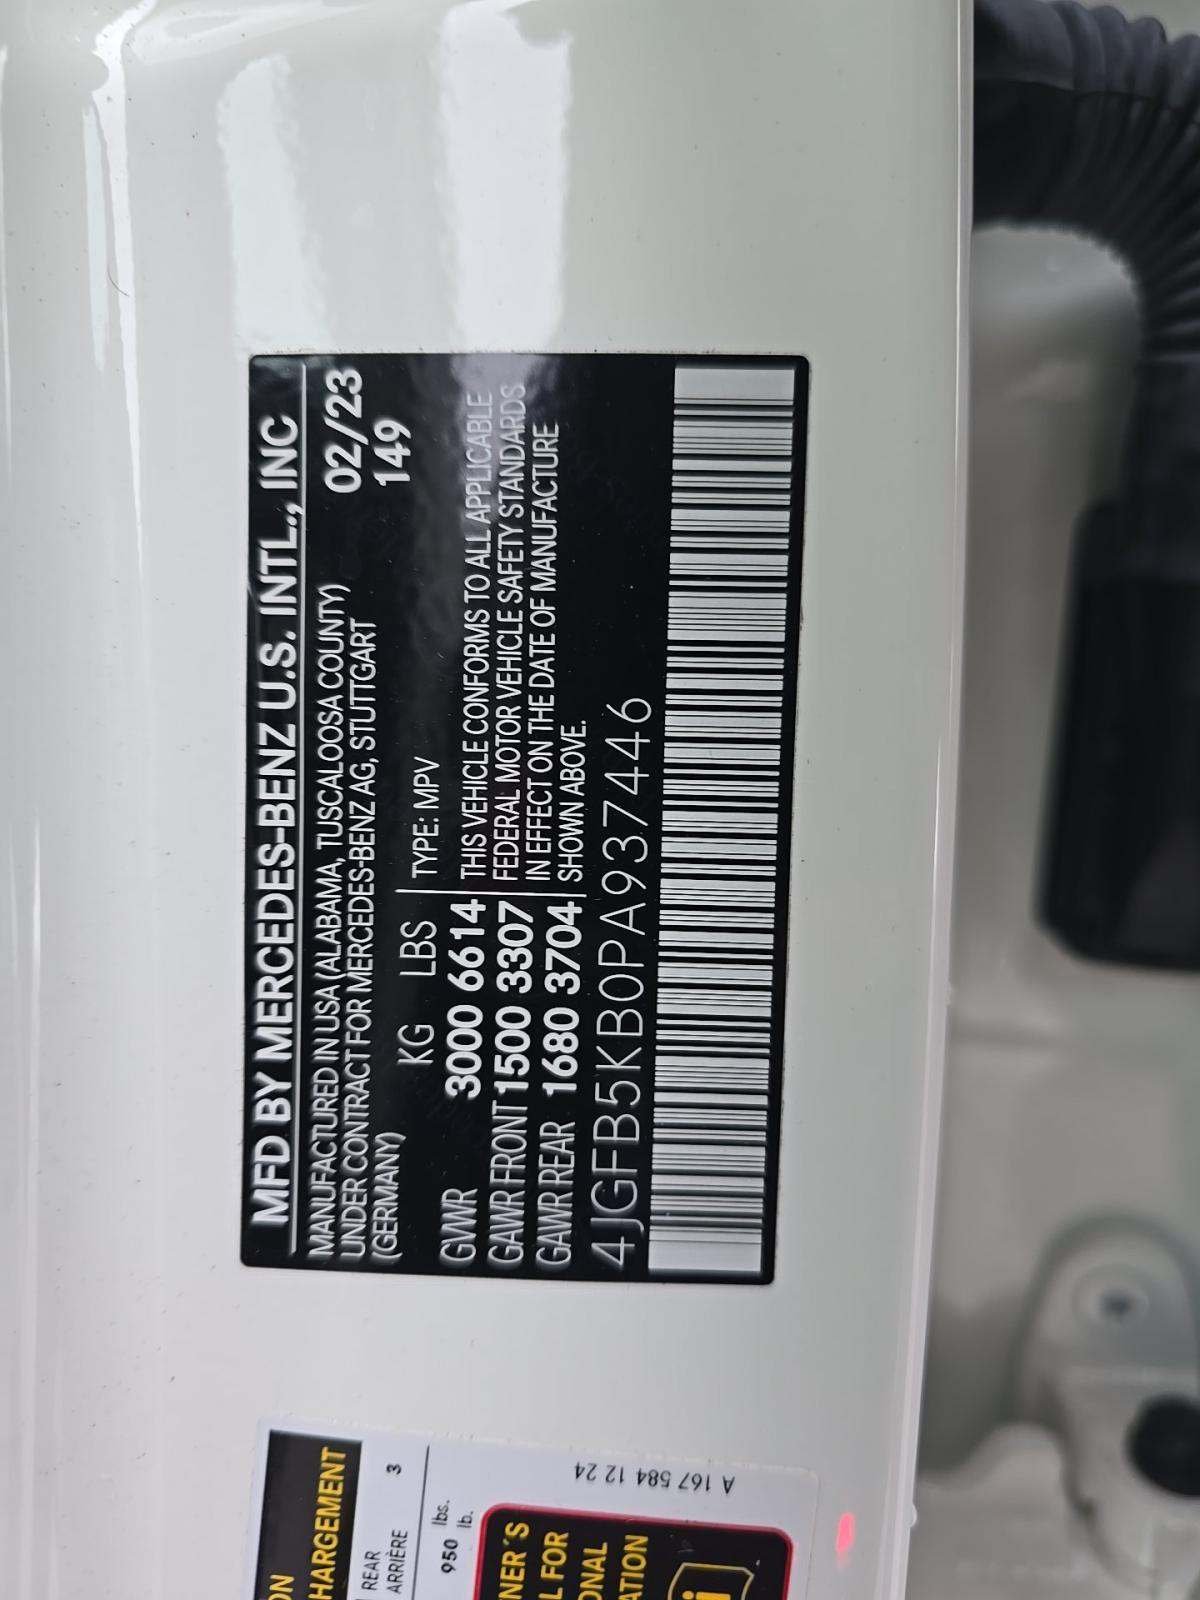 MFD BY MERCEDES-BENZ U.S. INTL., INC
MANUFACTURED IN USA (ALABAMA, TUSCALOOSA COUNTY) 02/23
UNDER CONTRACT FOR MERCEDES-BENZ AG, STUTTGART 149
(GERMANY)
KG LBS TYPE: MPV
GVWR 3000 6614 THIS VEHICLE CONFORMS TO ALL APPLICABLE
GAWR FRONT 1500 3307 FEDERAL MOTOR VEHICLE SAFETY STANDARDS
GAWR REAR 1680 3704 IN EFFECT ON THE DATE OF MANUFACTURE
SHOWN ABOVE.
4JGFB5KB0PA937446
ON
HARGEMENT
REAR
ARRIÈRE 3
950 lbs.
lb.
NER'S
L FOR
ONAL
ATION
i
A 167 584 12 24